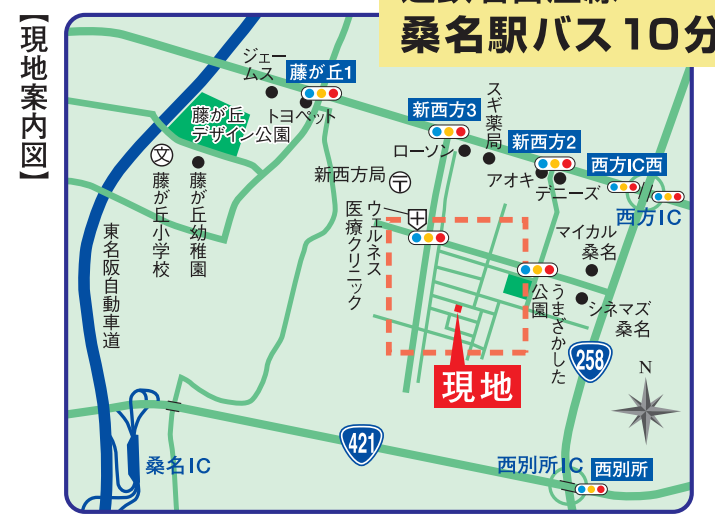 【現地案内図】
桑名駅バス10分
ジェー
ムス
藤が丘1
トヨペット
藤が丘
デザイン公園
文
藤が丘小学校
藤が丘幼稚園
東名阪自動車道
新西方3
ローソン
スギ薬局
新西方2
アオキ
デニーズ
西方IC西
西方IC
新西方局
〒
ウェルネス
医療クリニック
マイカル
桑名
うまざかした
公園
シネマズ
桑名
現地
258
N
421
桑名IC
西別所IC
西別所